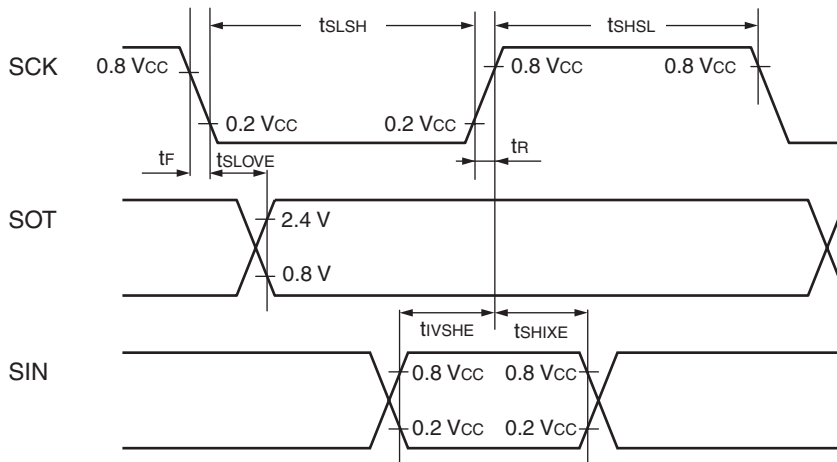 tSLSH tSHSL
SCK 0.8 VCC 0.8 VCC 0.8 VCC
0.2 VCC 0.2 VCC
tF tSLOVE tR
SOT 2.4 V
0.8 V
tIVSHE tSHIXE
SIN 0.8 VCC 0.8 VCC
0.2 VCC 0.2 VCC